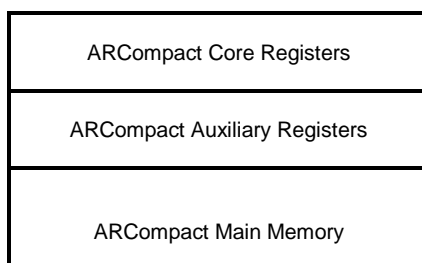 ARCompact Core Registers
ARCompact Auxiliary Registers
ARCompact Main Memory